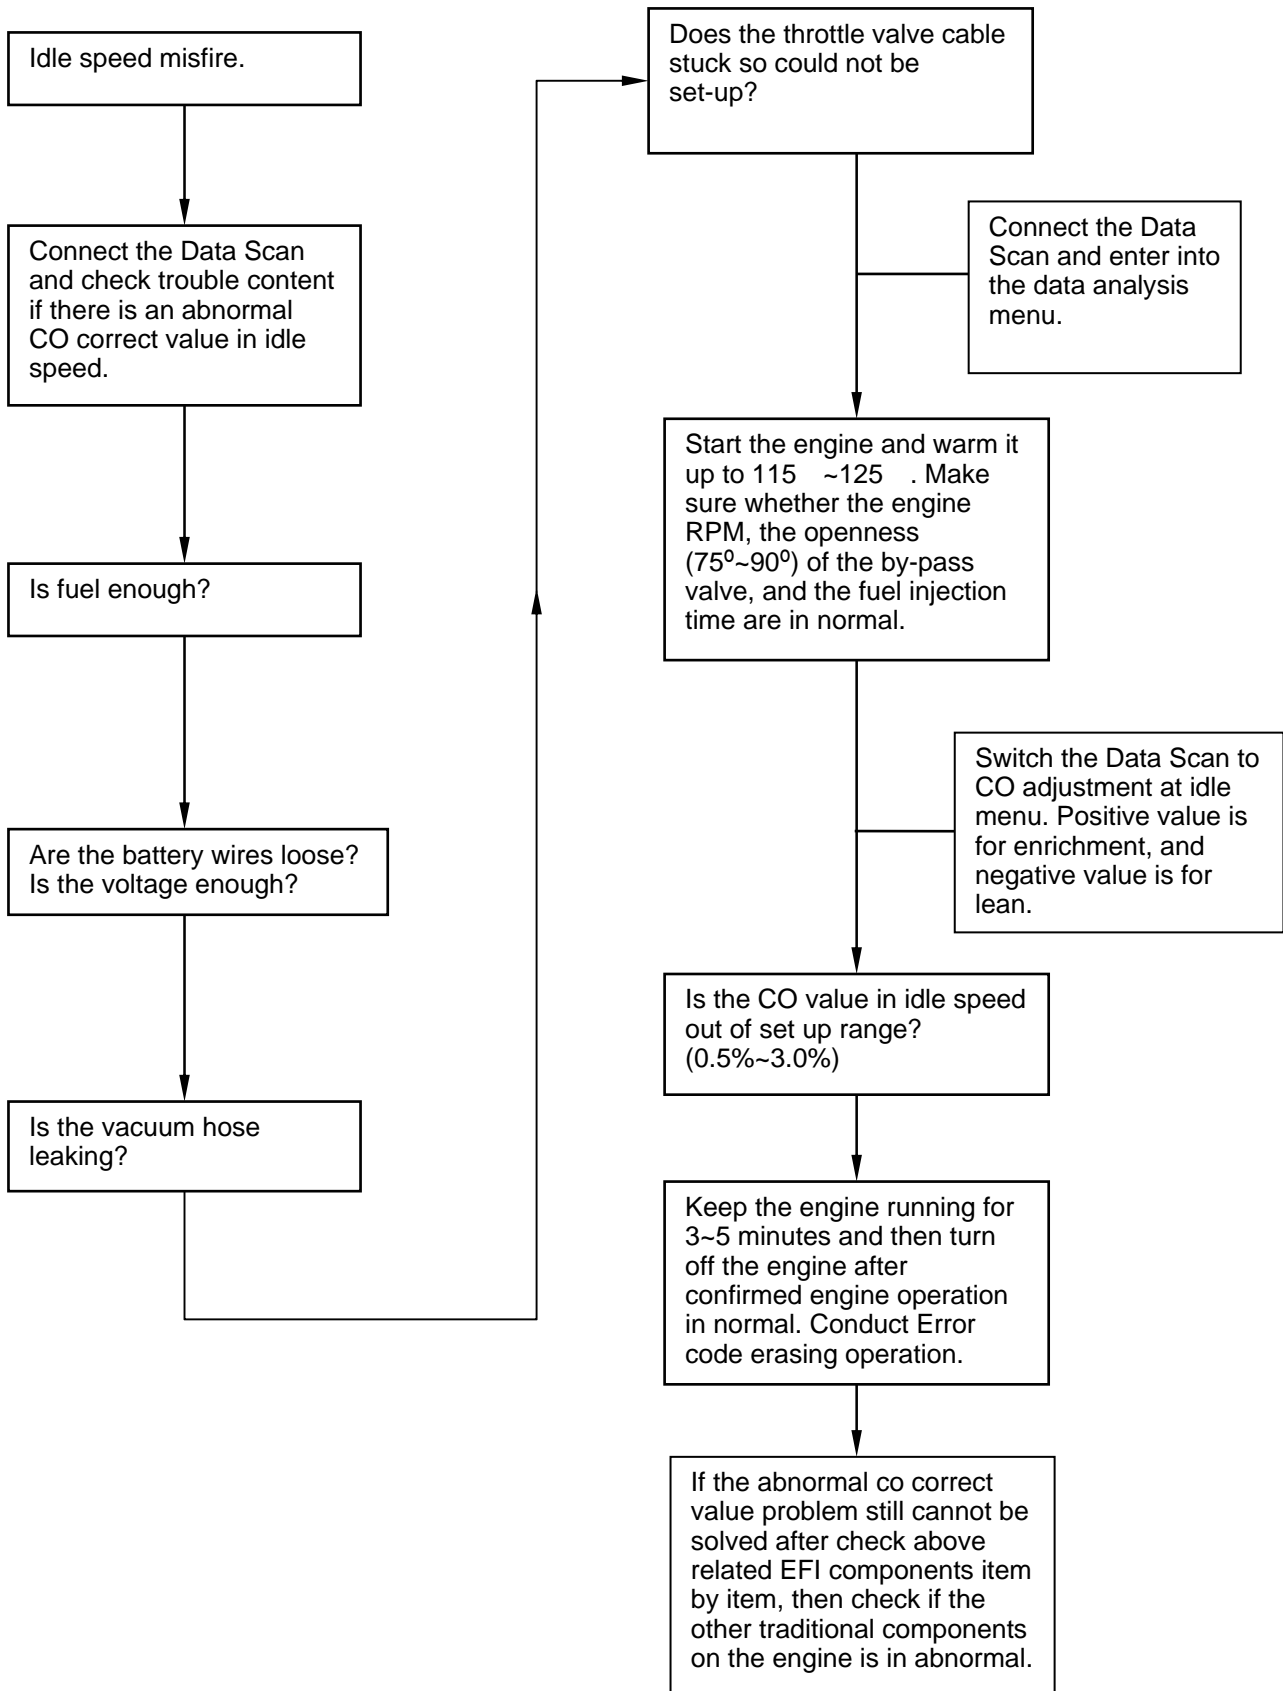 Idle speed misfire.
Connect the Data Scan
and check trouble content
if there is an abnormal
CO correct value in idle
speed.
Is fuel enough?
Are the battery wires loose?
Is the voltage enough?
Is the vacuum hose
leaking?
Does the throttle valve cable
stuck so could not be
set-up?
Connect the Data
Scan and enter into
the data analysis
menu.
Start the engine and warm it
up to 115   ~125   . Make
sure whether the engine
RPM, the openness
(75⁰~90⁰) of the by-pass
valve, and the fuel injection
time are in normal.
Switch the Data Scan to
CO adjustment at idle
menu. Positive value is
for enrichment, and
negative value is for
lean.
Is the CO value in idle speed
out of set up range?
(0.5%~3.0%)
Keep the engine running for
3~5 minutes and then turn
off the engine after
confirmed engine operation
in normal. Conduct Error
code erasing operation.
If the abnormal co correct
value problem still cannot be
solved after check above
related EFI components item
by item, then check if the
other traditional components
on the engine is in abnormal.